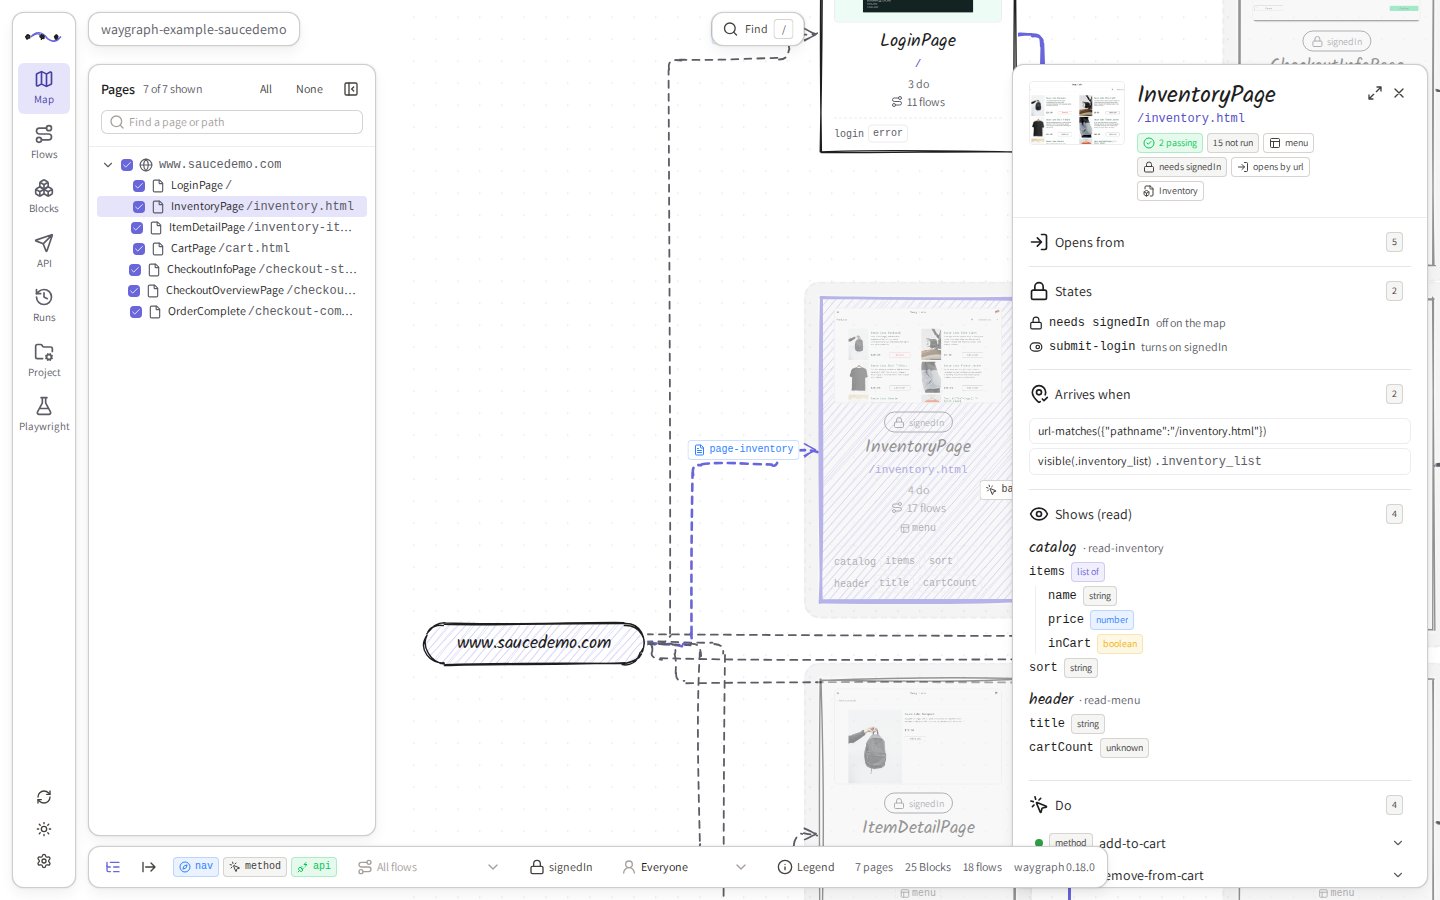 waygraph-example-saucedemo
Map
Flows
Blocks
API
Runs
Project
Playwright
Pages 7 of 7 shown All None
Find a page or path
www.saucedemo.com
LoginPage /
InventoryPage /inventory.html
ItemDetailPage /inventory-it...
CartPage /cart.html
CheckoutInfoPage /checkout-st...
CheckoutOverviewPage /checkou...
OrderComplete /checkout-com...
Find /
LoginPage
/
3 do
11 flows
login error
page-inventory
signedIn
InventoryPage
/inventory.html
4 do
17 flows
menu
catalog items sort
header title cartCount
ba
www.saucedemo.com
signedIn
ItemDetailPage
signedIn
CheckoutInfoPage
InventoryPage
/inventory.html
2 passing 15 not run menu
needs signedIn opens by url
Inventory
Opens from 5
States 2
needs signedIn off on the map
submit-login turns on signedIn
Arrives when 2
url-matches({"pathname":"/inventory.html"})
visible(.inventory_list) .inventory_list
Shows (read) 4
catalog · read-inventory
items list of
name string
price number
inCart boolean
sort string
header · read-menu
title string
cartCount unknown
Do 4
method add-to-cart
emove-from-cart
nav method api All flows signedIn Everyone Legend 7 pages 25 Blocks 18 flows waygraph 0.18.0
menu
menu